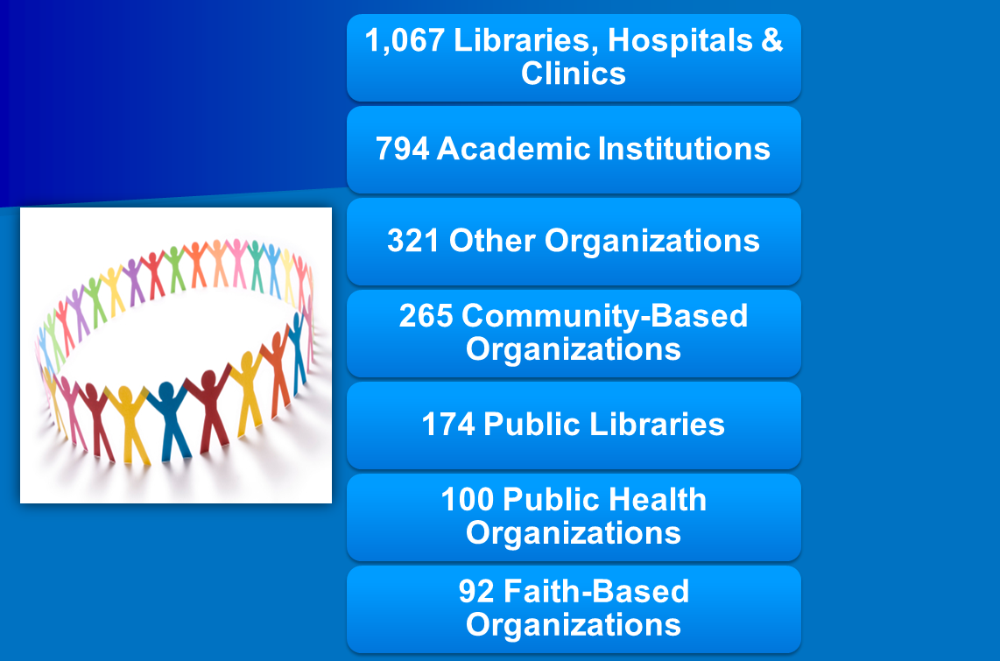 1,067 Libraries, Hospitals &
Clinics
794 Academic Institutions
321 Other Organizations
265 Community-Based
Organizations
174 Public Libraries
100 Public Health
Organizations
92 Faith-Based
Organizations